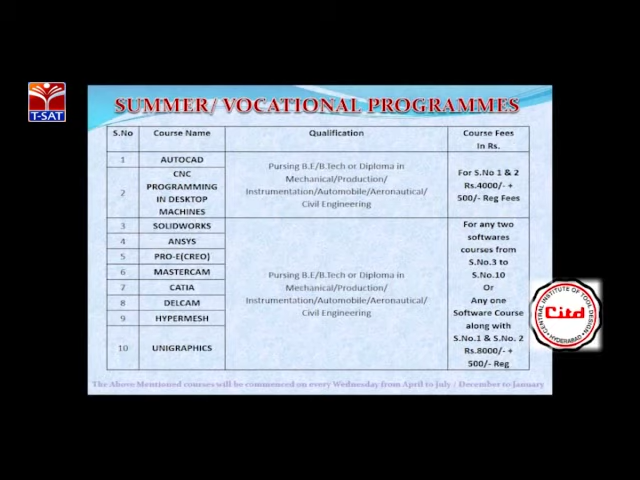 T-SAT
SUMMER/ VOCATIONAL PROGRAMMES
S.No
Course Name
Qualification
Course Fees
In Rs.
1
AUTOCAD
2
CNC
PROGRAMMING
IN DESKTOP
MACHINES
Pursing B.E/B.Tech or Diploma in
Mechanical/Production/
Instrumentation/Automobile/Aeronautical/
Civil Engineering
For S.No 1 & 2
Rs.4000/- +
500/- Reg Fees
3
SOLIDWORKS
4
ANSYS
5
PRO-E(CREO)
6
MASTERCAM
7
CATIA
8
DELCAM
9
HYPERMESH
10
UNIGRAPHICS
Pursing B.E/B.Tech or Diploma in
Mechanical/Production/
Instrumentation/Automobile/Aeronautical/
Civil Engineering
For any two
softwares
courses from
S.No.3 to
S.No.10
Or
Any one
Software Course
along with
S.No.1 & S.No. 2
Rs.8000/- +
500/- Reg
The Above Mentioned courses will be commenced on every Wednesday from April to July / December to January
CENTRAL INSTITUTE OF TOOL DESIGN
Citd
HYDERABAD